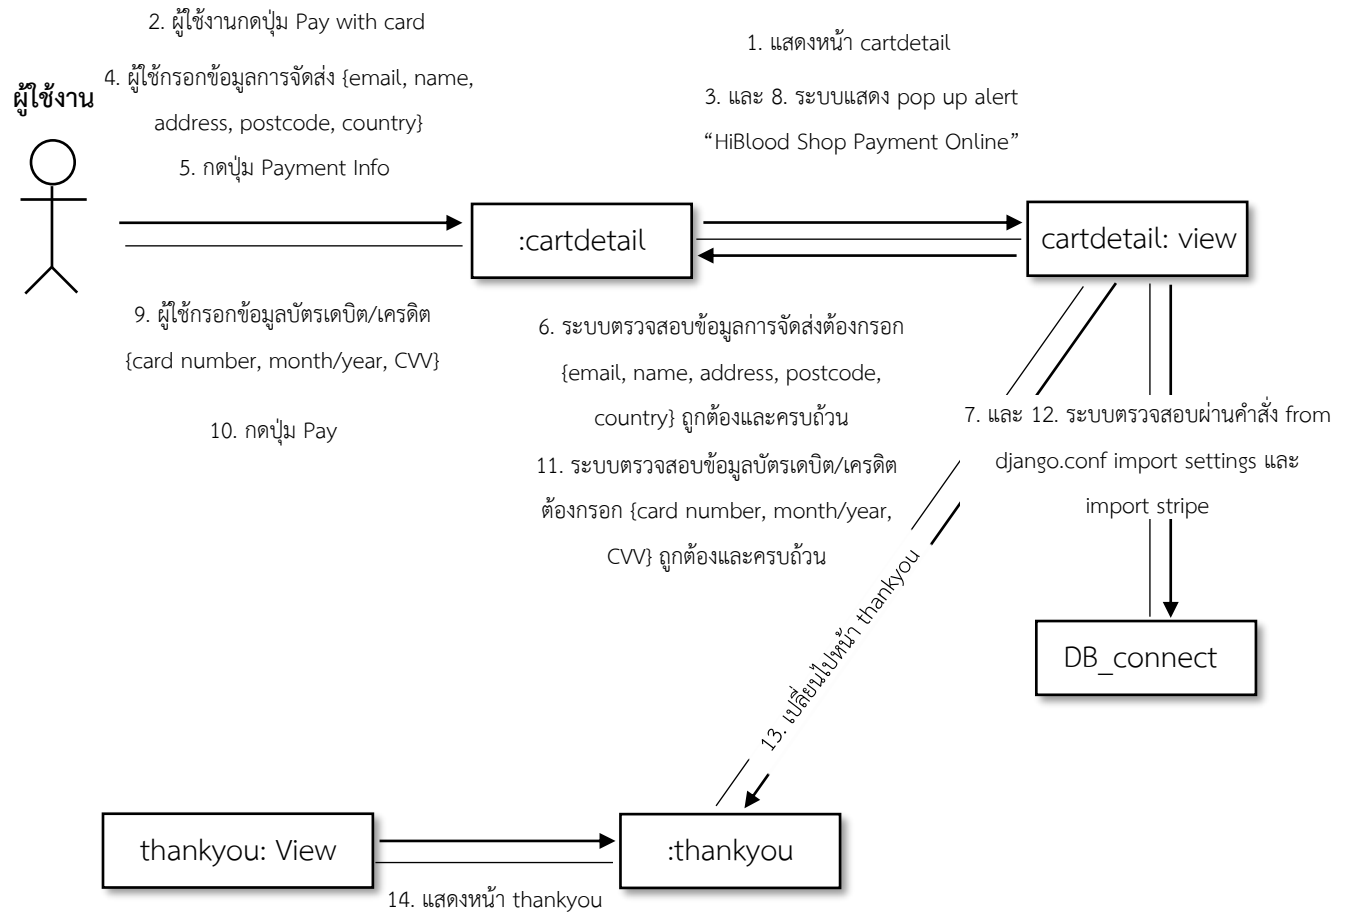 2. ผู้ใช้งานกดปุ่ม Pay with card
1. แสดงหน้า cartdetail
4. ผู้ใช้กรอกข้อมูลการจัดส่ง {email, name,
address, postcode, country}
ผู้ใช้งาน
3. และ 8. ระบบแสดง pop up alert
“HiBlood Shop Payment Online”
5. กดปุ่ม Payment Info
:cartdetail
cartdetail: view
9. ผู้ใช้กรอกข้อมูลบัตรเดบิต/เครดิต
{card number, month/year, CVV}
10. กดปุ่ม Pay
6. ระบบตรวจสอบข้อมูลการจัดส่งต้องกรอก
{email, name, address, postcode,
country} ถูกต้องและครบถ้วน
11. ระบบตรวจสอบข้อมูลบัตรเดบิต/เครดิต
ต้องกรอก {card number, month/year,
CVV} ถูกต้องและครบถ้วน
7. และ 12. ระบบตรวจสอบผ่านคำสั่ง from
django.conf import settings และ
import stripe
13. เปลี่ยนไปหน้า thankyou
DB_connect
thankyou: View
:thankyou
14. แสดงหน้า thankyou